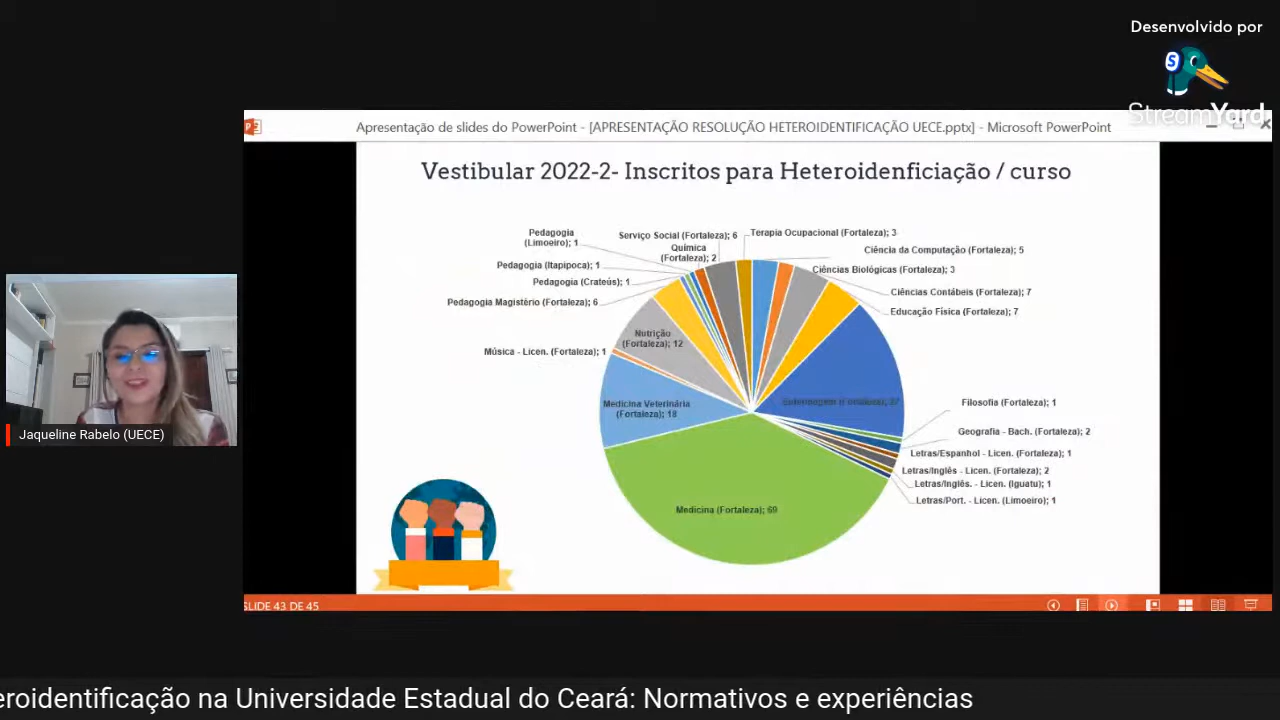 Desenvolvido por
StreamYard
Apresentação de slides do PowerPoint - [APRESENTAÇÃO RESOLUÇÃO HETEROIDENTIFICAÇÃO UECE.pptx] - Microsoft PowerPoint
Vestibular 2022-2- Inscritos para Heteroidenficiação / curso
Pedagogia
(Limoeiro); 1
Serviço Social (Fortaleza); 6
Terapia Ocupacional (Fortaleza); 3
Química
(Fortaleza); 2
Ciência da Computação (Fortaleza); 5
Pedagogia (Itapipoca); 1
Ciências Biológicas (Fortaleza); 3
Pedagogia (Crateús); 1
Ciências Contábeis (Fortaleza); 7
Pedagogia Magistério (Fortaleza); 6
Educação Física (Fortaleza); 7
Nutrição
(Fortaleza); 12
Música - Licen. (Fortaleza); 1
Medicina Veterinária
(Fortaleza); 18
Enfermagem (Fortaleza);
Filosofia (Fortaleza); 1
Geografia - Bach. (Fortaleza); 2
Letras/Espanhol - Licen. (Fortaleza); 1
Letras/Inglês - Licen. (Fortaleza); 2
Letras/Inglês. - Licen. (Iguatu); 1
Letras/Port. - Licen. (Limoeiro); 1
Medicina (Fortaleza); 69
Jaqueline Rabelo (UECE)
SLIDE 43 DE 45
eroidentificação na Universidade Estadual do Ceará: Normativos e experiências